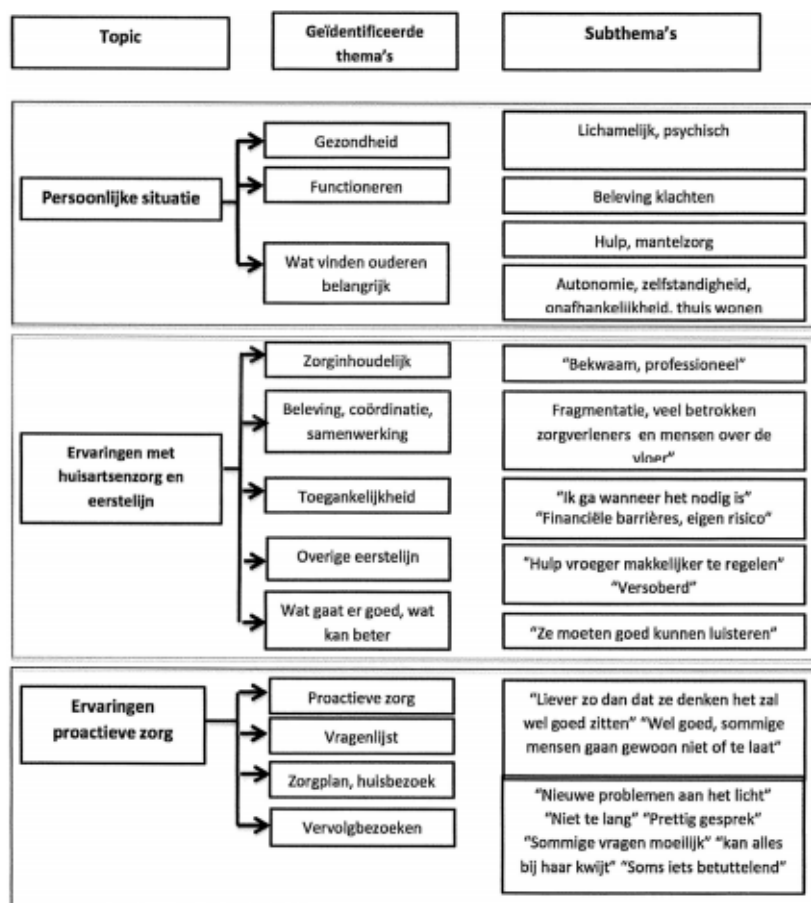 Topic
Geïdentificeerde
thema's
Subthema's
Persoonlijke situatie
Gezondheid
Functioneren
Wat vinden ouderen
belangrijk
Lichamelijk, psychisch
Beleving klachten
Hulp, mantelzorg
Autonomie, zelfstandigheid,
onafhankelijkheid, thuis wonen
Ervaringen met
huisartsenzorg en
eerstelijn
Zorginhoudelijk
Beleving, coördinatie,
samenwerking
Toegankelijkheid
Overige eerstelijn
Wat gaat er goed, wat
kan beter
"Bekwaam, professioneel"
Fragmentatie, veel betrokken
zorgverleners en mensen over de
vloer"
"Ik ga wanneer het nodig is"
"Financiële barrières, eigen risico"
"Hulp vroeger makkelijker te regelen"
"Versoberd"
"Ze moeten goed kunnen luisteren"
Ervaringen
proactieve zorg
Proactieve zorg
Vragenlijst
Zorgplan, huisbezoek
Vervolgbezoeken
"Liever zo dan dat ze denken het zal
wel goed zitten" "Wel goed, sommige
mensen gaan gewoon niet of te laat"
"Nieuwe problemen aan het licht"
"Niet te lang" "Prettig gesprek"
"Sommige vragen moeilijk" "kan alles
bij haar kwijt" "Soms iets betuttelend"